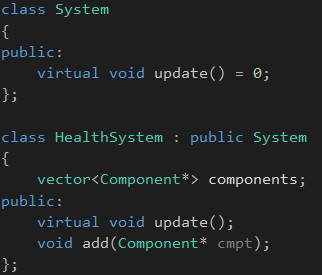 class System
{
public:
    virtual void update() = 0;
};

class HealthSystem : public System
{
    vector<Component*> components;
public:
    virtual void update();
    void add(Component* cmpt);
};